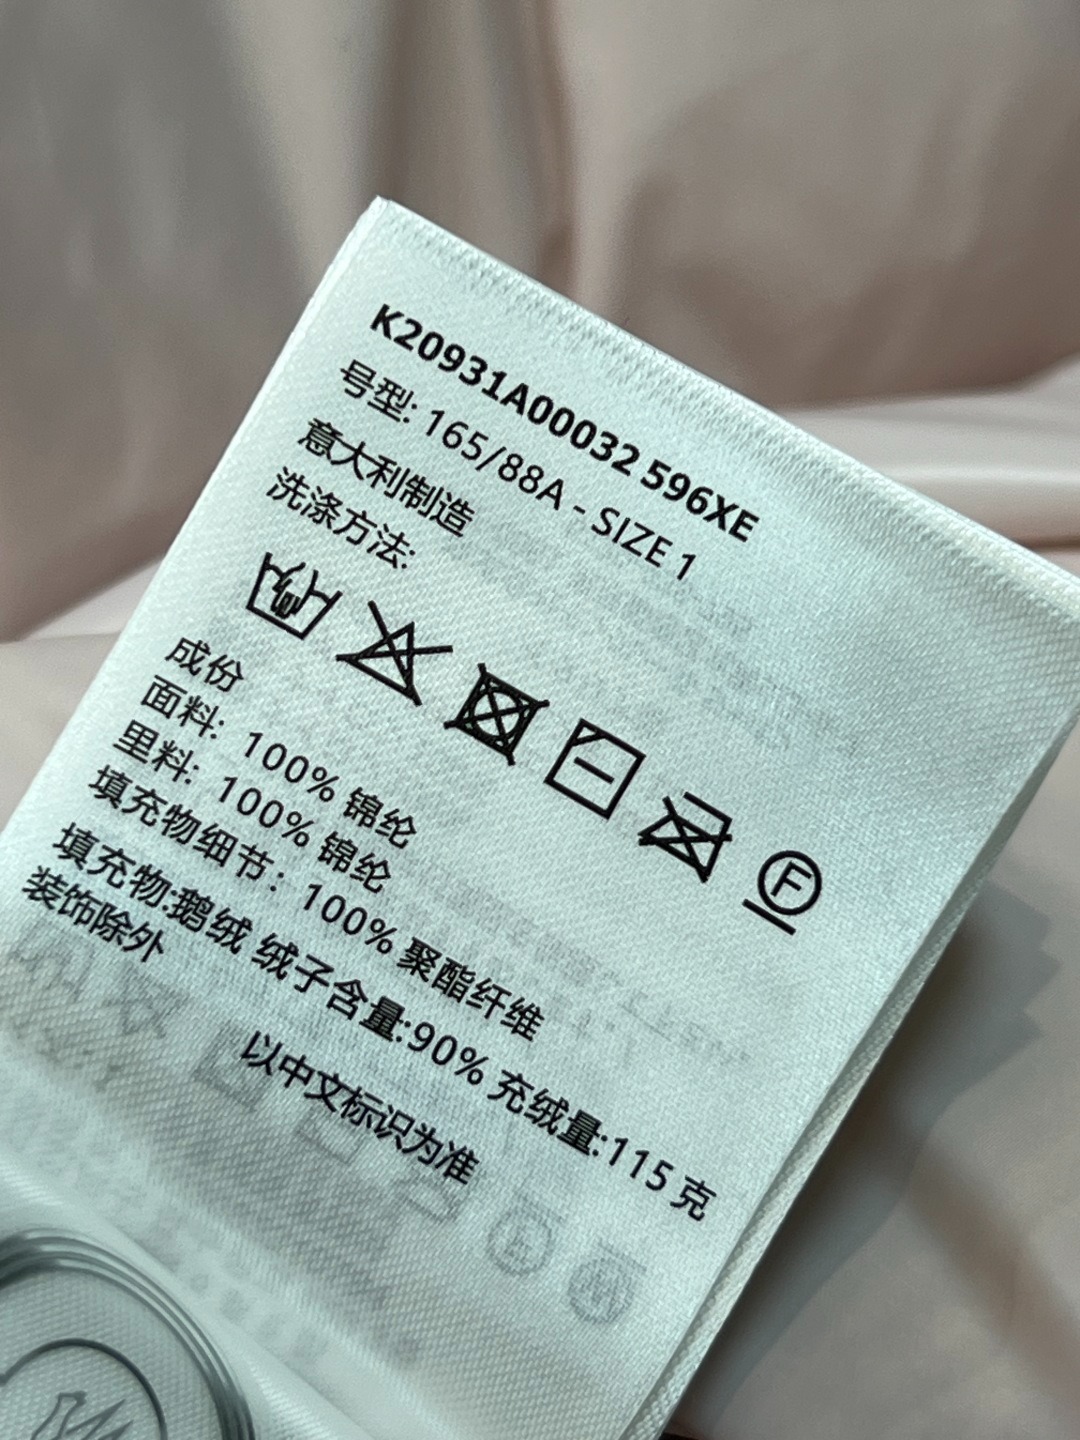 K20931A00032 596XE
号型: 165/88A - SIZE 1
意大利制造
洗涤方法:
F
成份
面料: 100% 锦纶
里料: 100% 锦纶
填充物细节: 100% 聚酯纤维
填充物:鹅绒 绒子含量:90% 充绒量:115 克
装饰除外
以中文标识为准